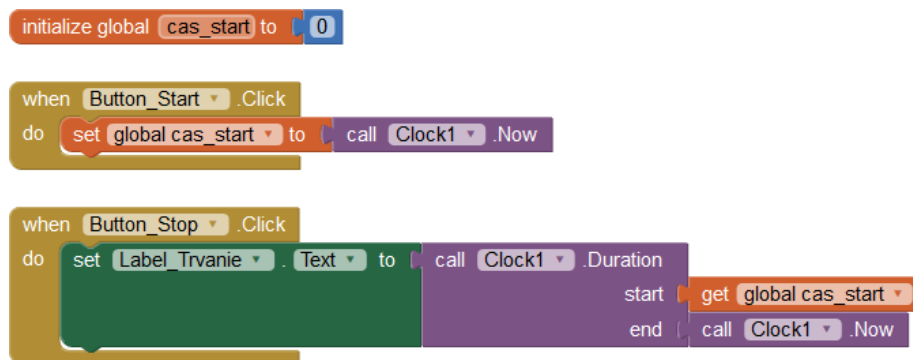 initialize global cas_start to 0
when Button_Start .Click
do set global cas_start to call Clock1 .Now
when Button_Stop .Click
do set Label_Trvanie . Text to call Clock1 .Duration
start get global cas_start
end call Clock1 .Now